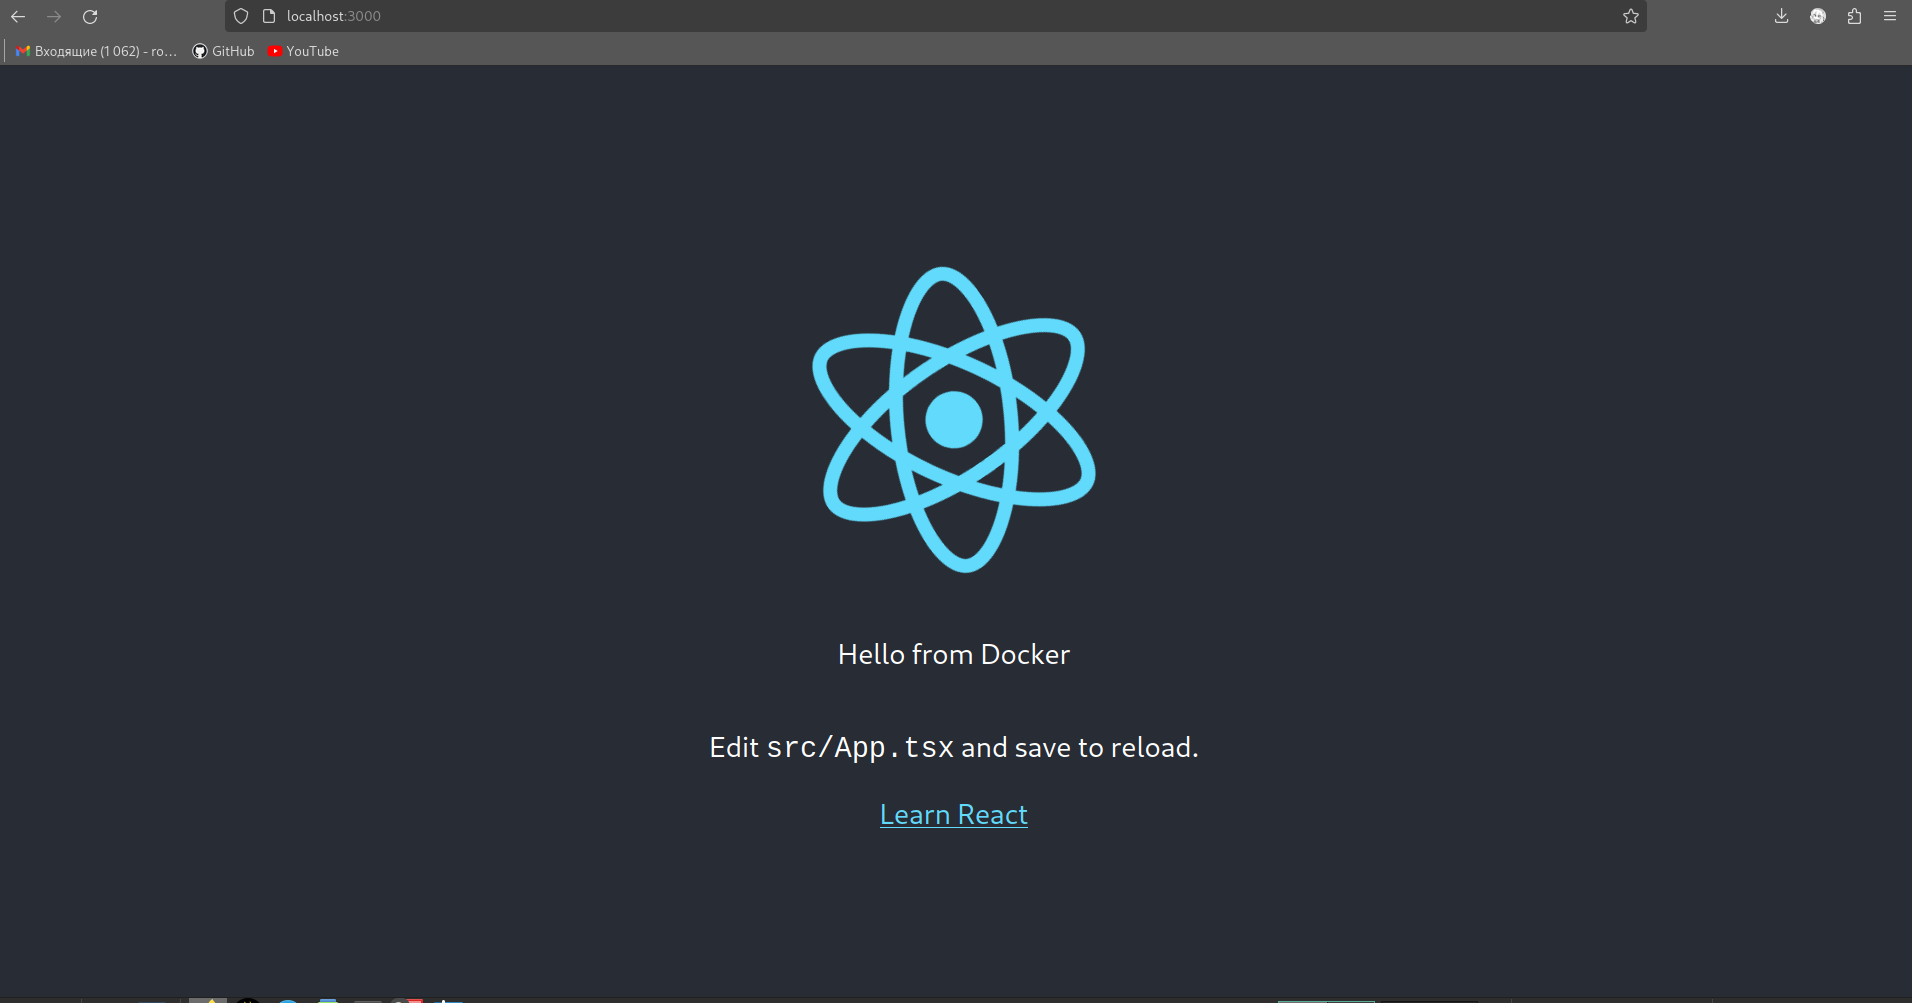 localhost:3000
Входящие (1 062) - ro... GitHub YouTube
Hello from Docker
Edit src/App.tsx and save to reload.
Learn React